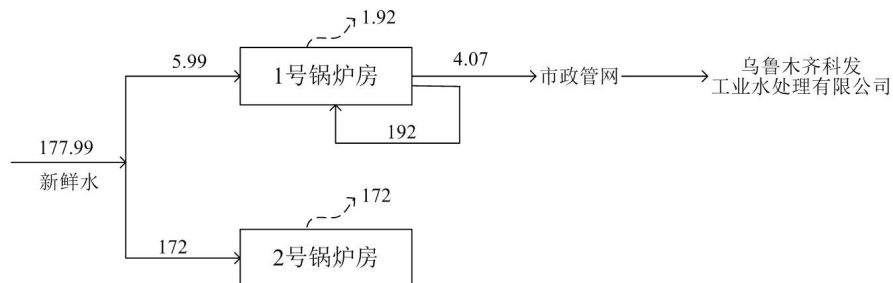 1.92
5.99
1号锅炉房
4.07
市政管网
乌鲁木齐科发
工业水处理有限公司
192
177.99
新鲜水
172
172
2号锅炉房